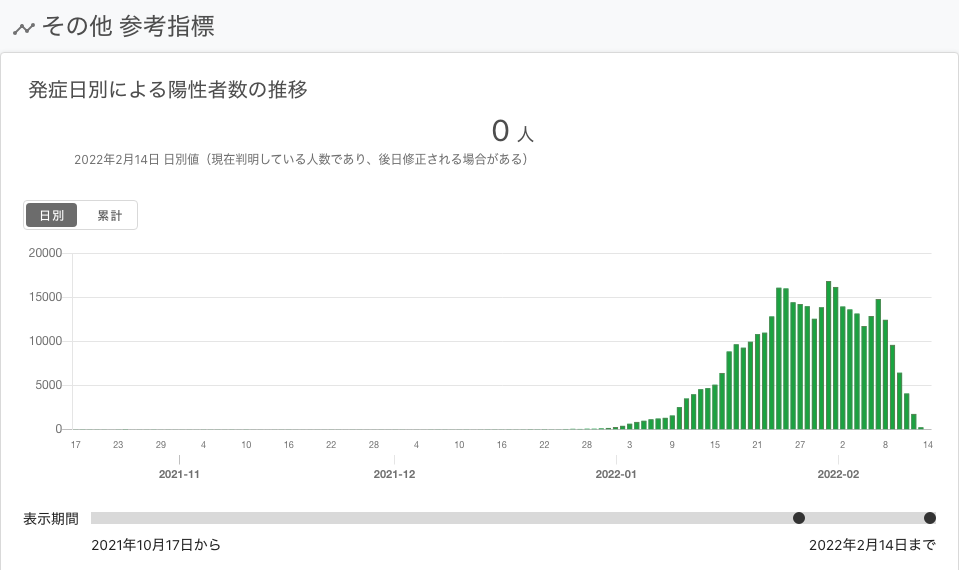 その他 参考指標
発症日別による陽性者数の推移
0 人
2022年2月14日 日別値（現在判明している人数であり、後日修正される場合がある）
日別 累計
20000
15000
10000
5000
0
17 23 29 4 10 16 22 28 4 10 16 22 28 3 9 15 21 27 2 8 14
2021-11 2021-12 2022-01 2022-02
表示期間
2021年10月17日から 2022年2月14日まで